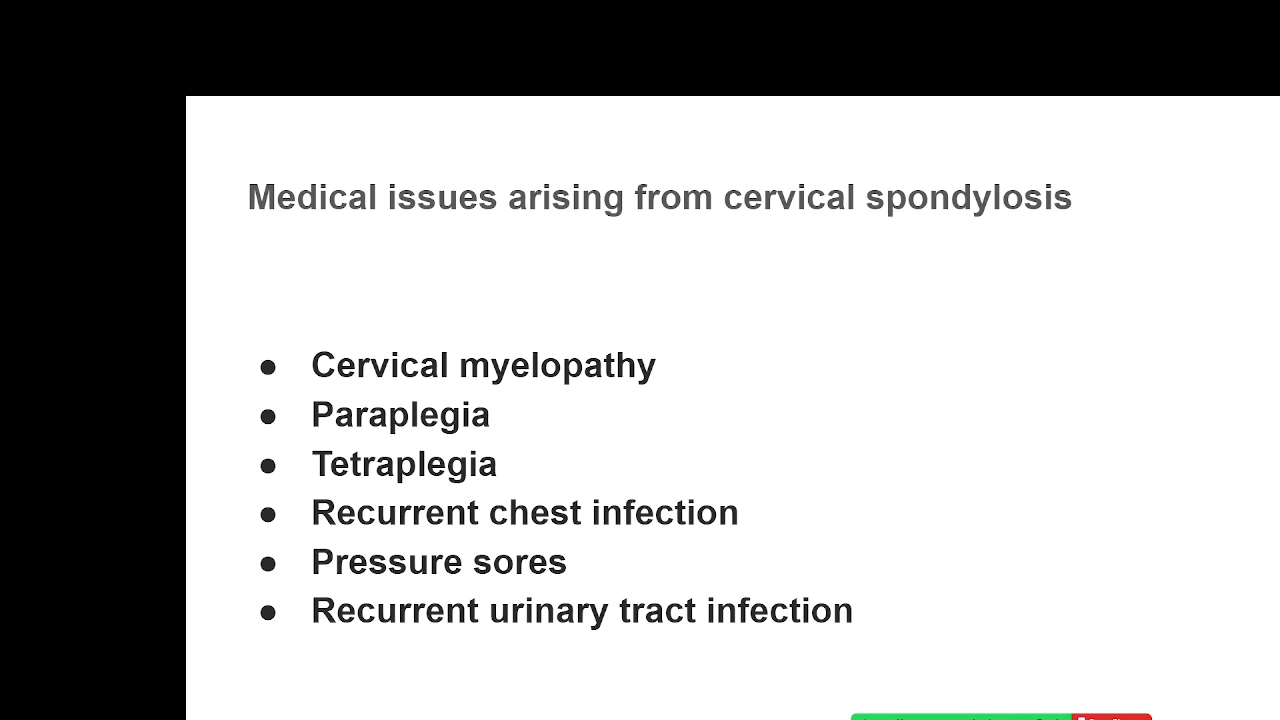 Medical issues arising from cervical spondylosis
● Cervical myelopathy
● Paraplegia
● Tetraplegia
● Recurrent chest infection
● Pressure sores
● Recurrent urinary tract infection